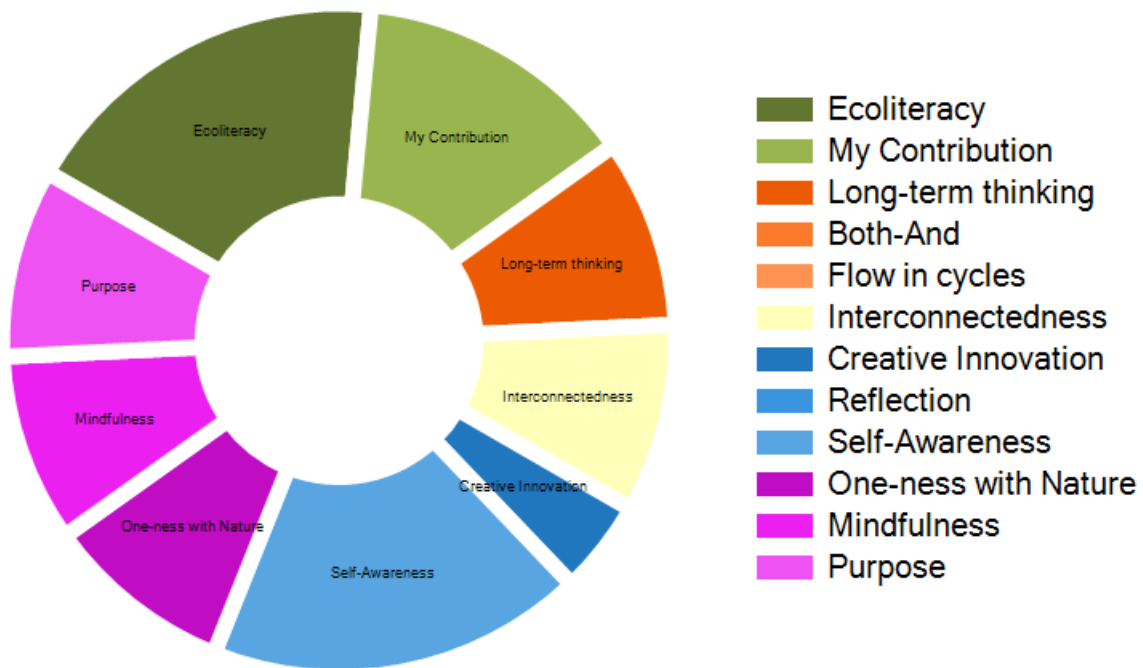 Ecoliteracy
My Contribution
Long-term thinking
Interconnectedness
Creative Innovation
Self-Awareness
One-ness with Nature
Mindfulness
Purpose
Ecoliteracy
My Contribution
Long-term thinking
Both-And
Flow in cycles
Interconnectedness
Creative Innovation
Reflection
Self-Awareness
One-ness with Nature
Mindfulness
Purpose